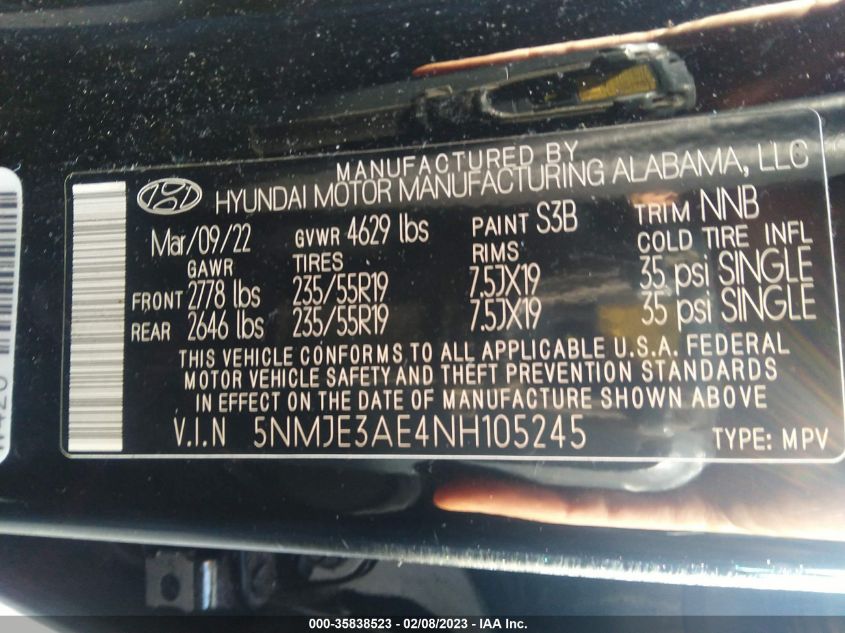 MANUFACTURED BY
HYUNDAI MOTOR MANUFACTURING ALABAMA, LLC
Mar/09/22 GVWR 4629 lbs PAINT S3B TRIM NNB
GAWR TIRES RIMS COLD TIRE INFL
FRONT 2778 lbs 235/55R19 7.5JX19 35 psi SINGLE
REAR 2646 lbs 235/55R19 7.5JX19 35 psi SINGLE
THIS VEHICLE CONFORMS TO ALL APPLICABLE U.S.A. FEDERAL
MOTOR VEHICLE SAFETY AND THEFT PREVENTION STANDARDS
IN EFFECT ON THE DATE OF MANUFACTURE SHOWN ABOVE
V.I.N 5NMJE3AE4NH105245 TYPE: MPV
000-35838523 - 02/08/2023 - IAA Inc.